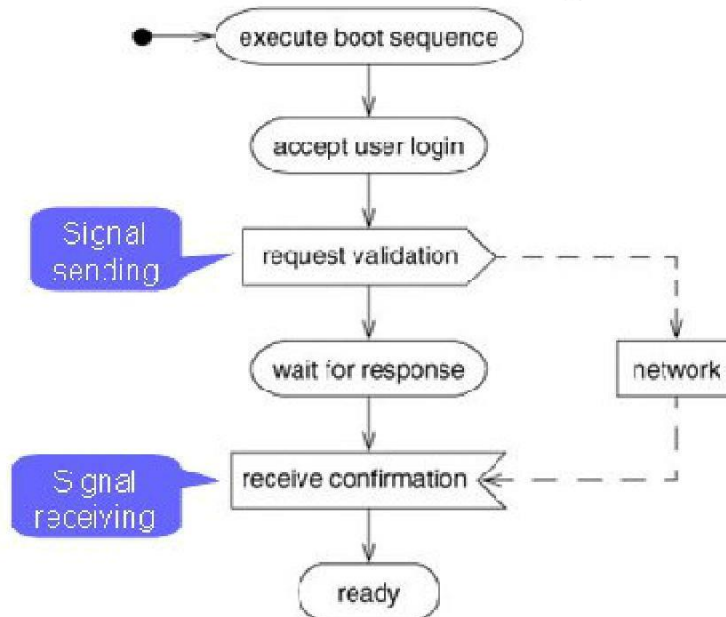 execute boot sequence
accept user login
Signal
sending
request validation
wait for response
network
Signal
receiving
receive confirmation
ready